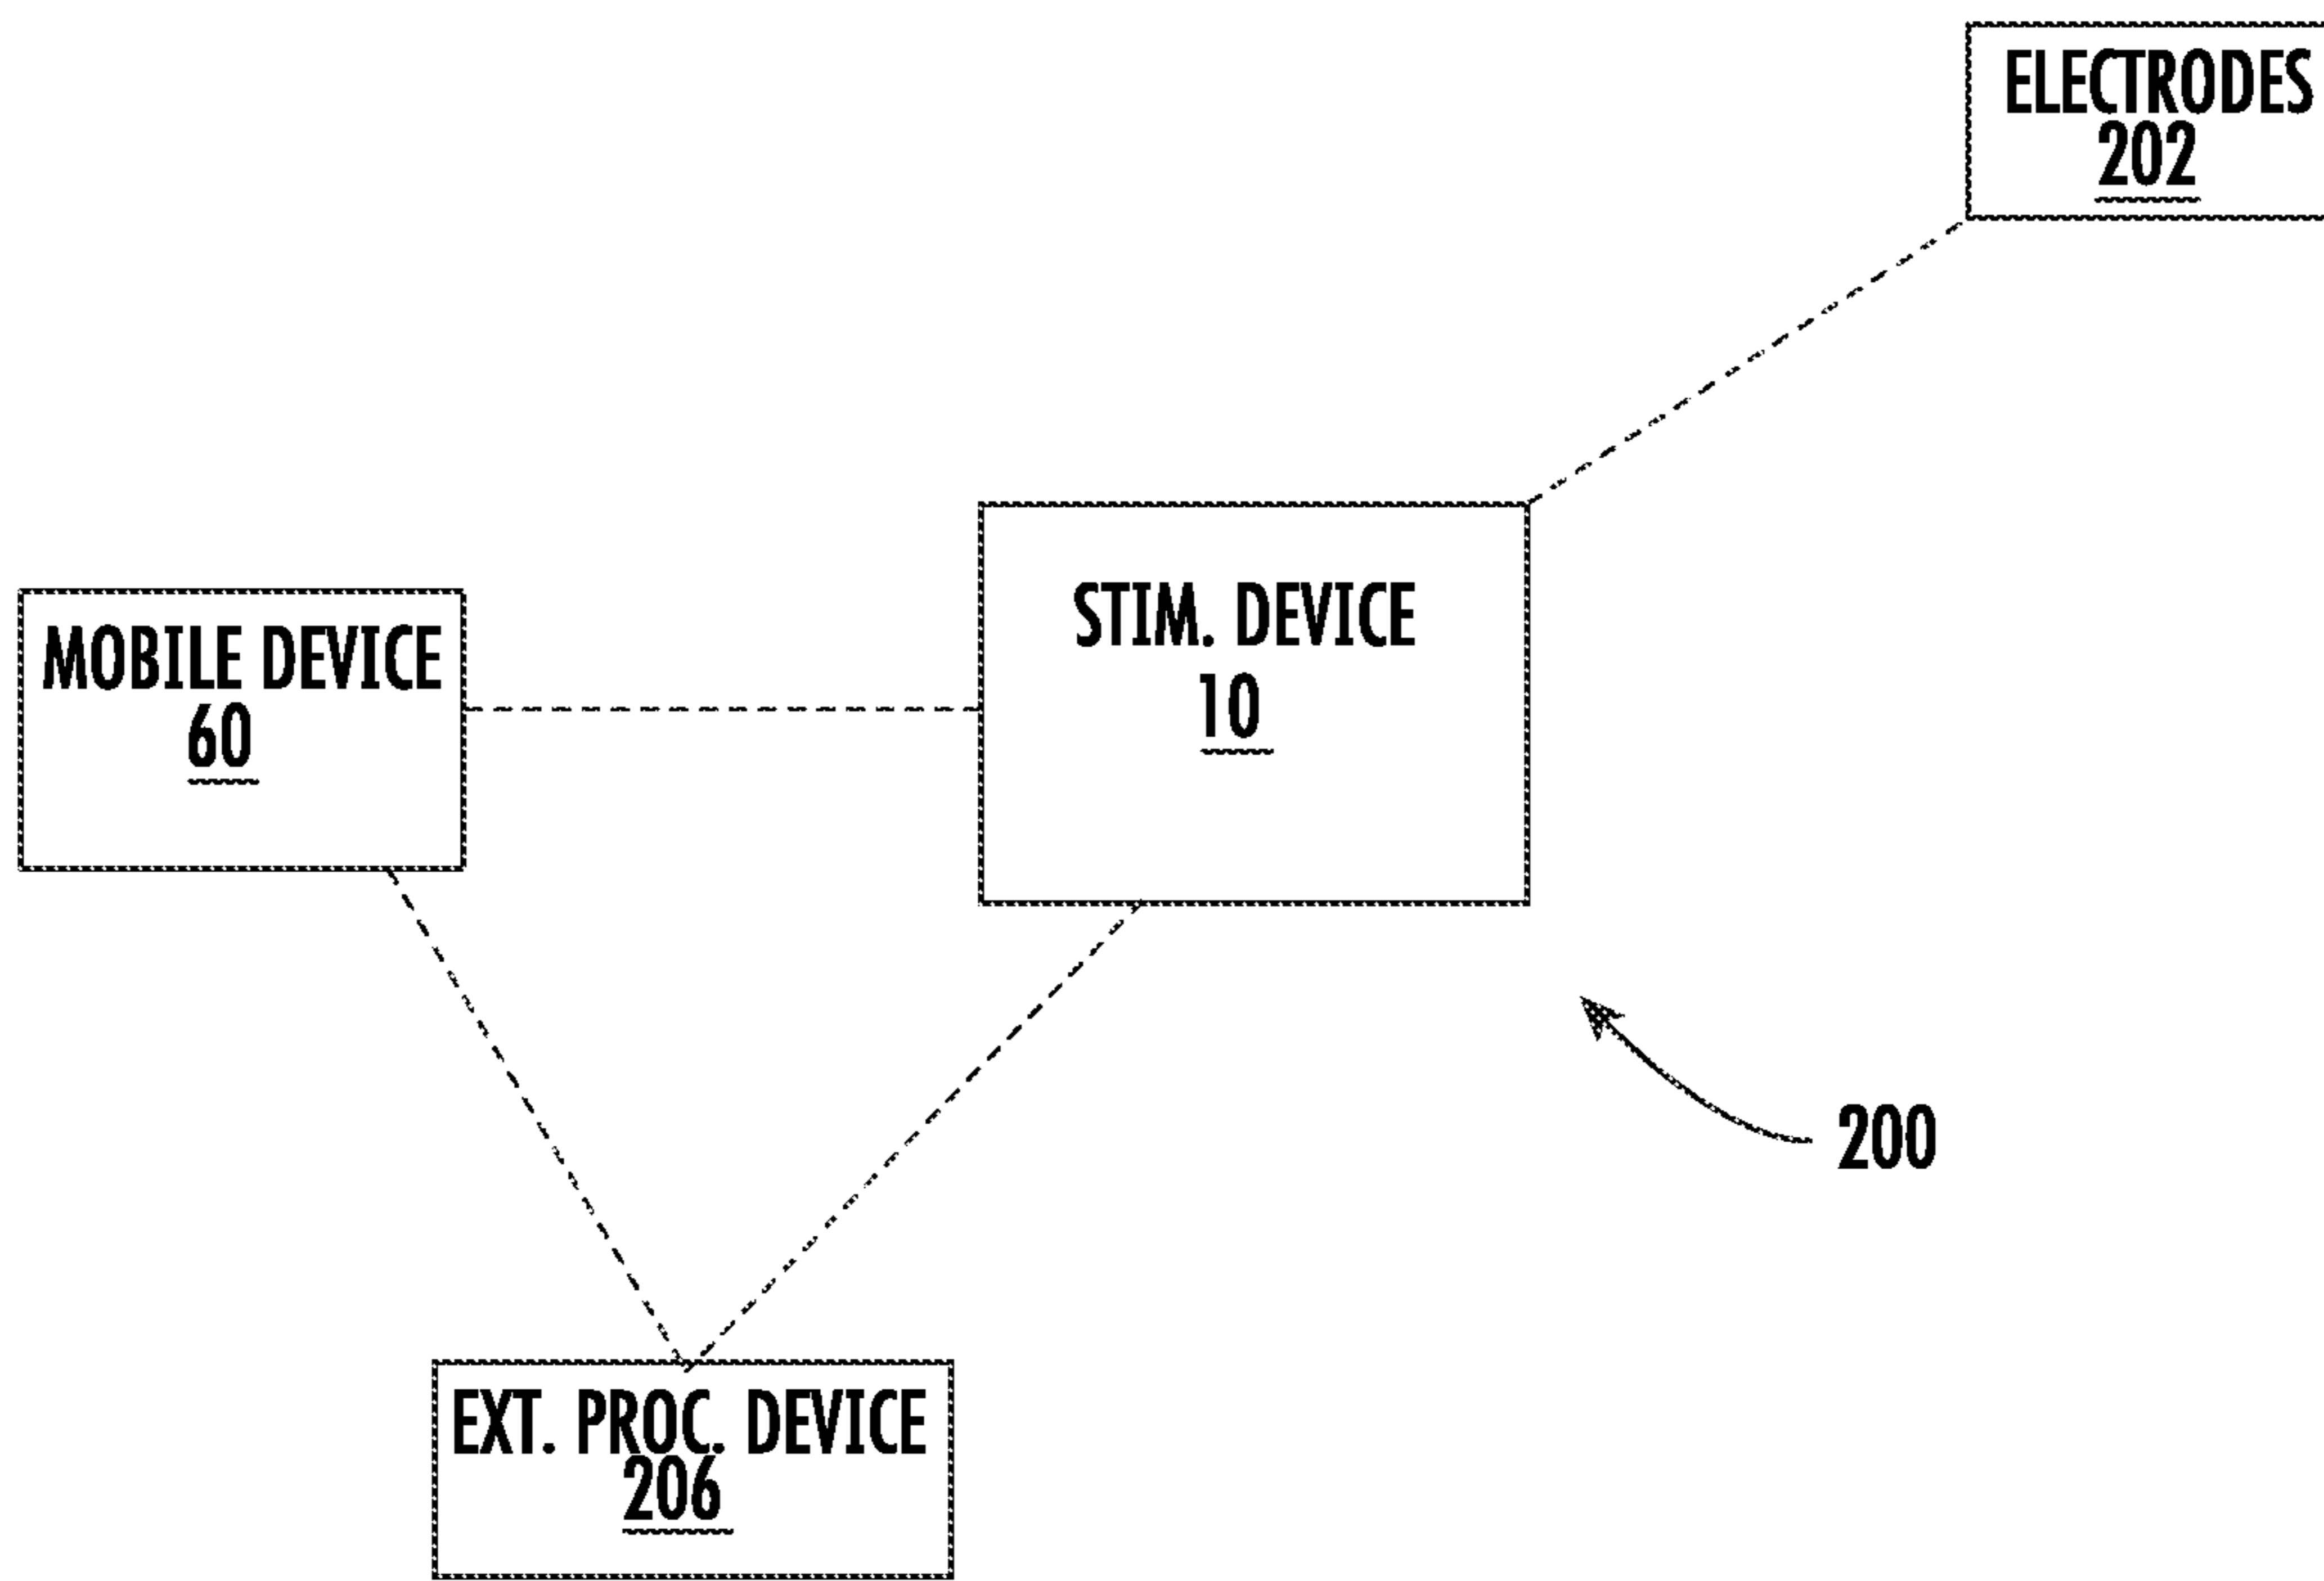 ELECTRODES
202
STIM. DEVICE
10
MOBILE DEVICE
60
200
EXT. PROC. DEVICE
206